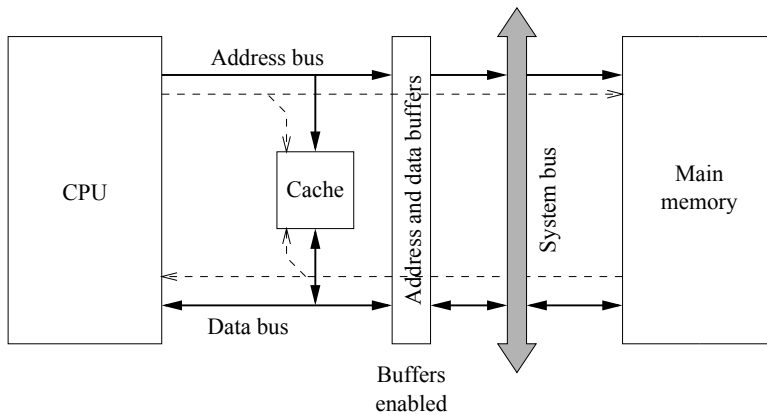 Address bus
CPU
Cache
Address and data buffers
System bus
Main
memory
Data bus
Buffers
enabled